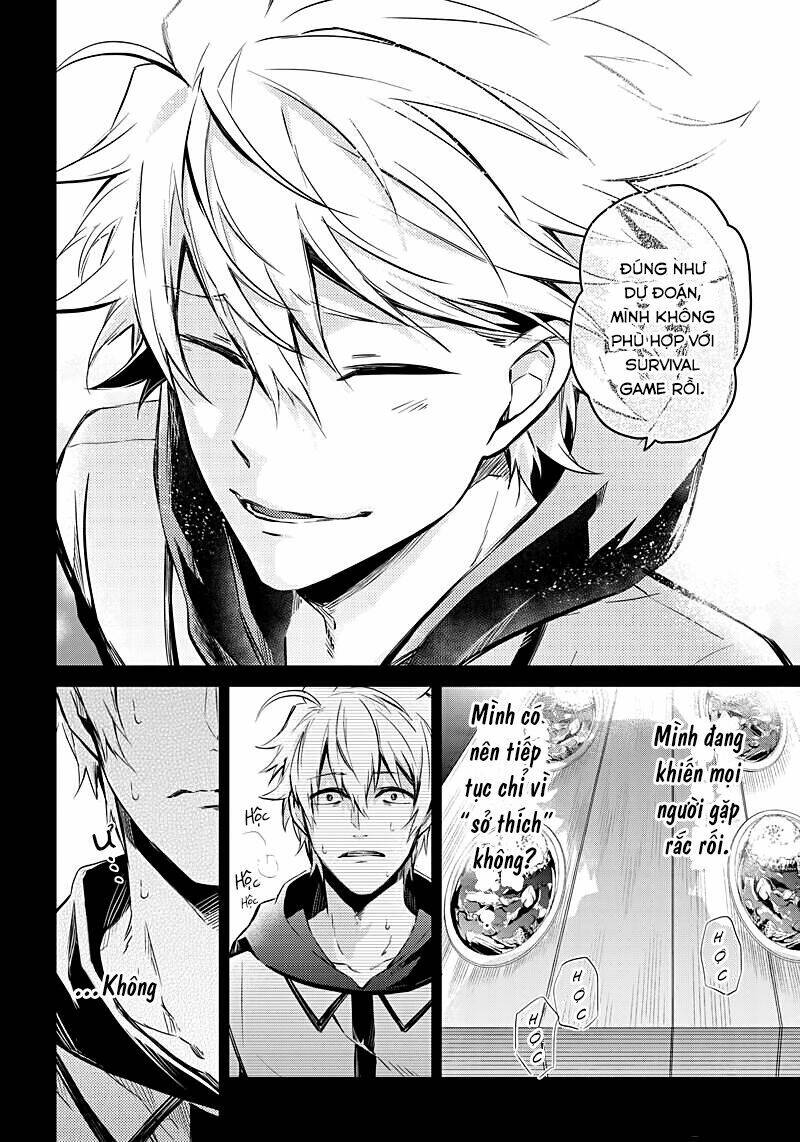 ĐÚNG NHƯ
DỰ ĐOÁN,
MÌNH KHÔNG
PHÙ HỢP VỚI
SURVIVAL
GAME RỒI.
Mình đang
khiến mọi
người gặp
rắc rối.
Mình có
nên tiếp
tục chỉ vì
“sở thích”
không?
HỘC
HỘC
HỘC
HỘC
HỘC
HỘC
Ư...
...Không